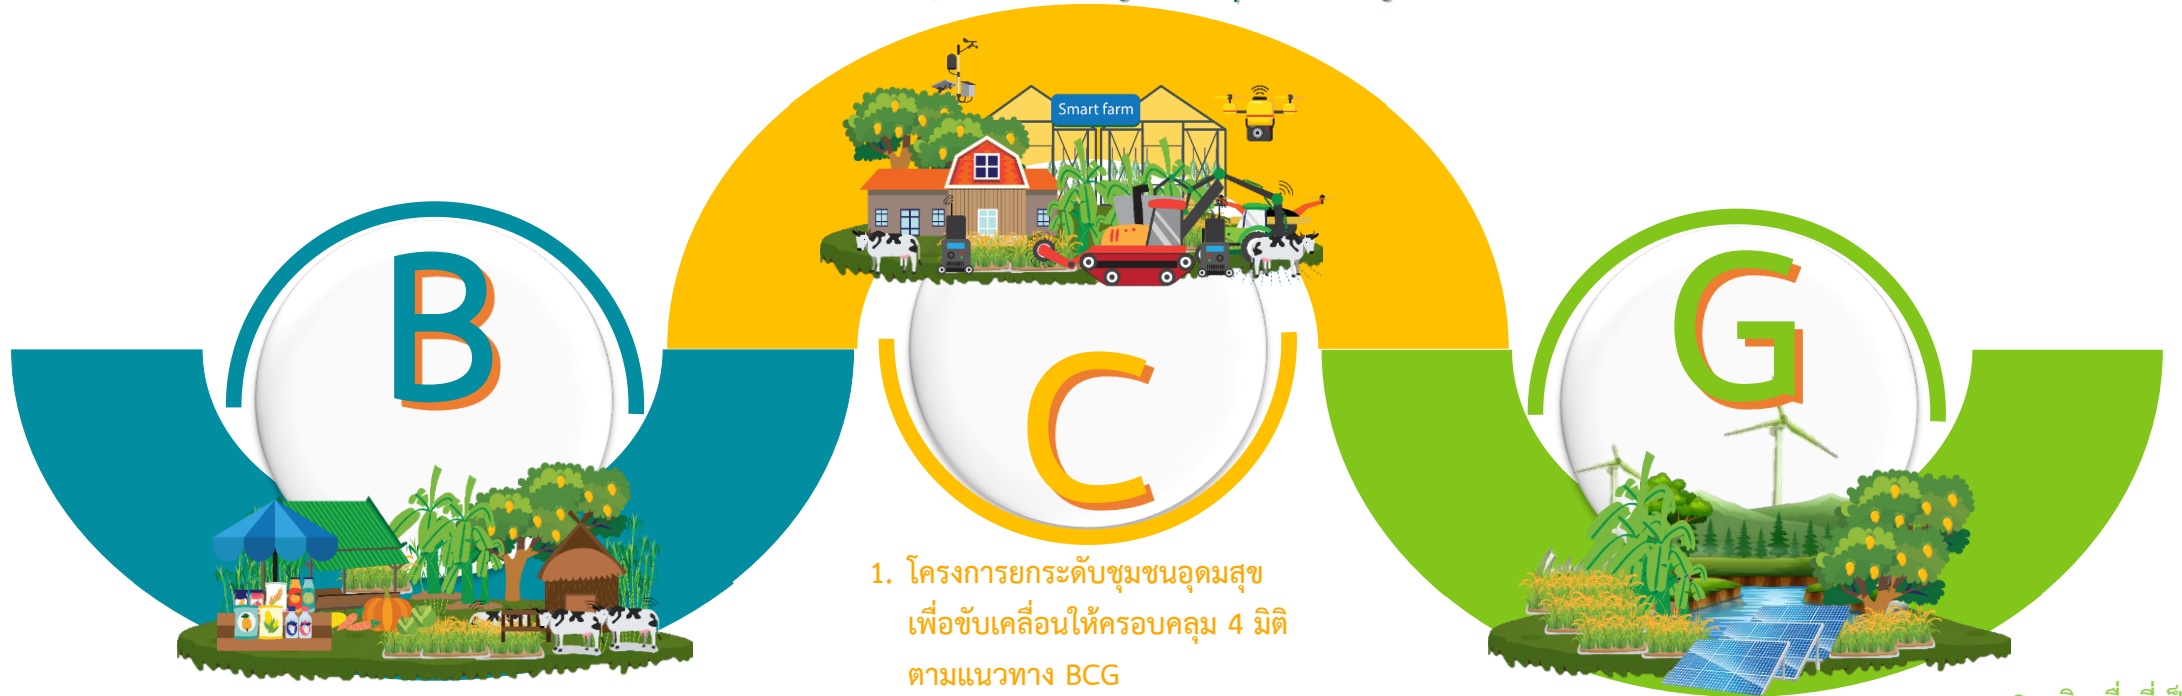 Smart farm
B
C
G
1. โครงการยกระดับชุมชนอุดมสุข
เพื่อขับเคลื่อนให้ครอบคลุม 4 มิติ
ตามแนวทาง BCG